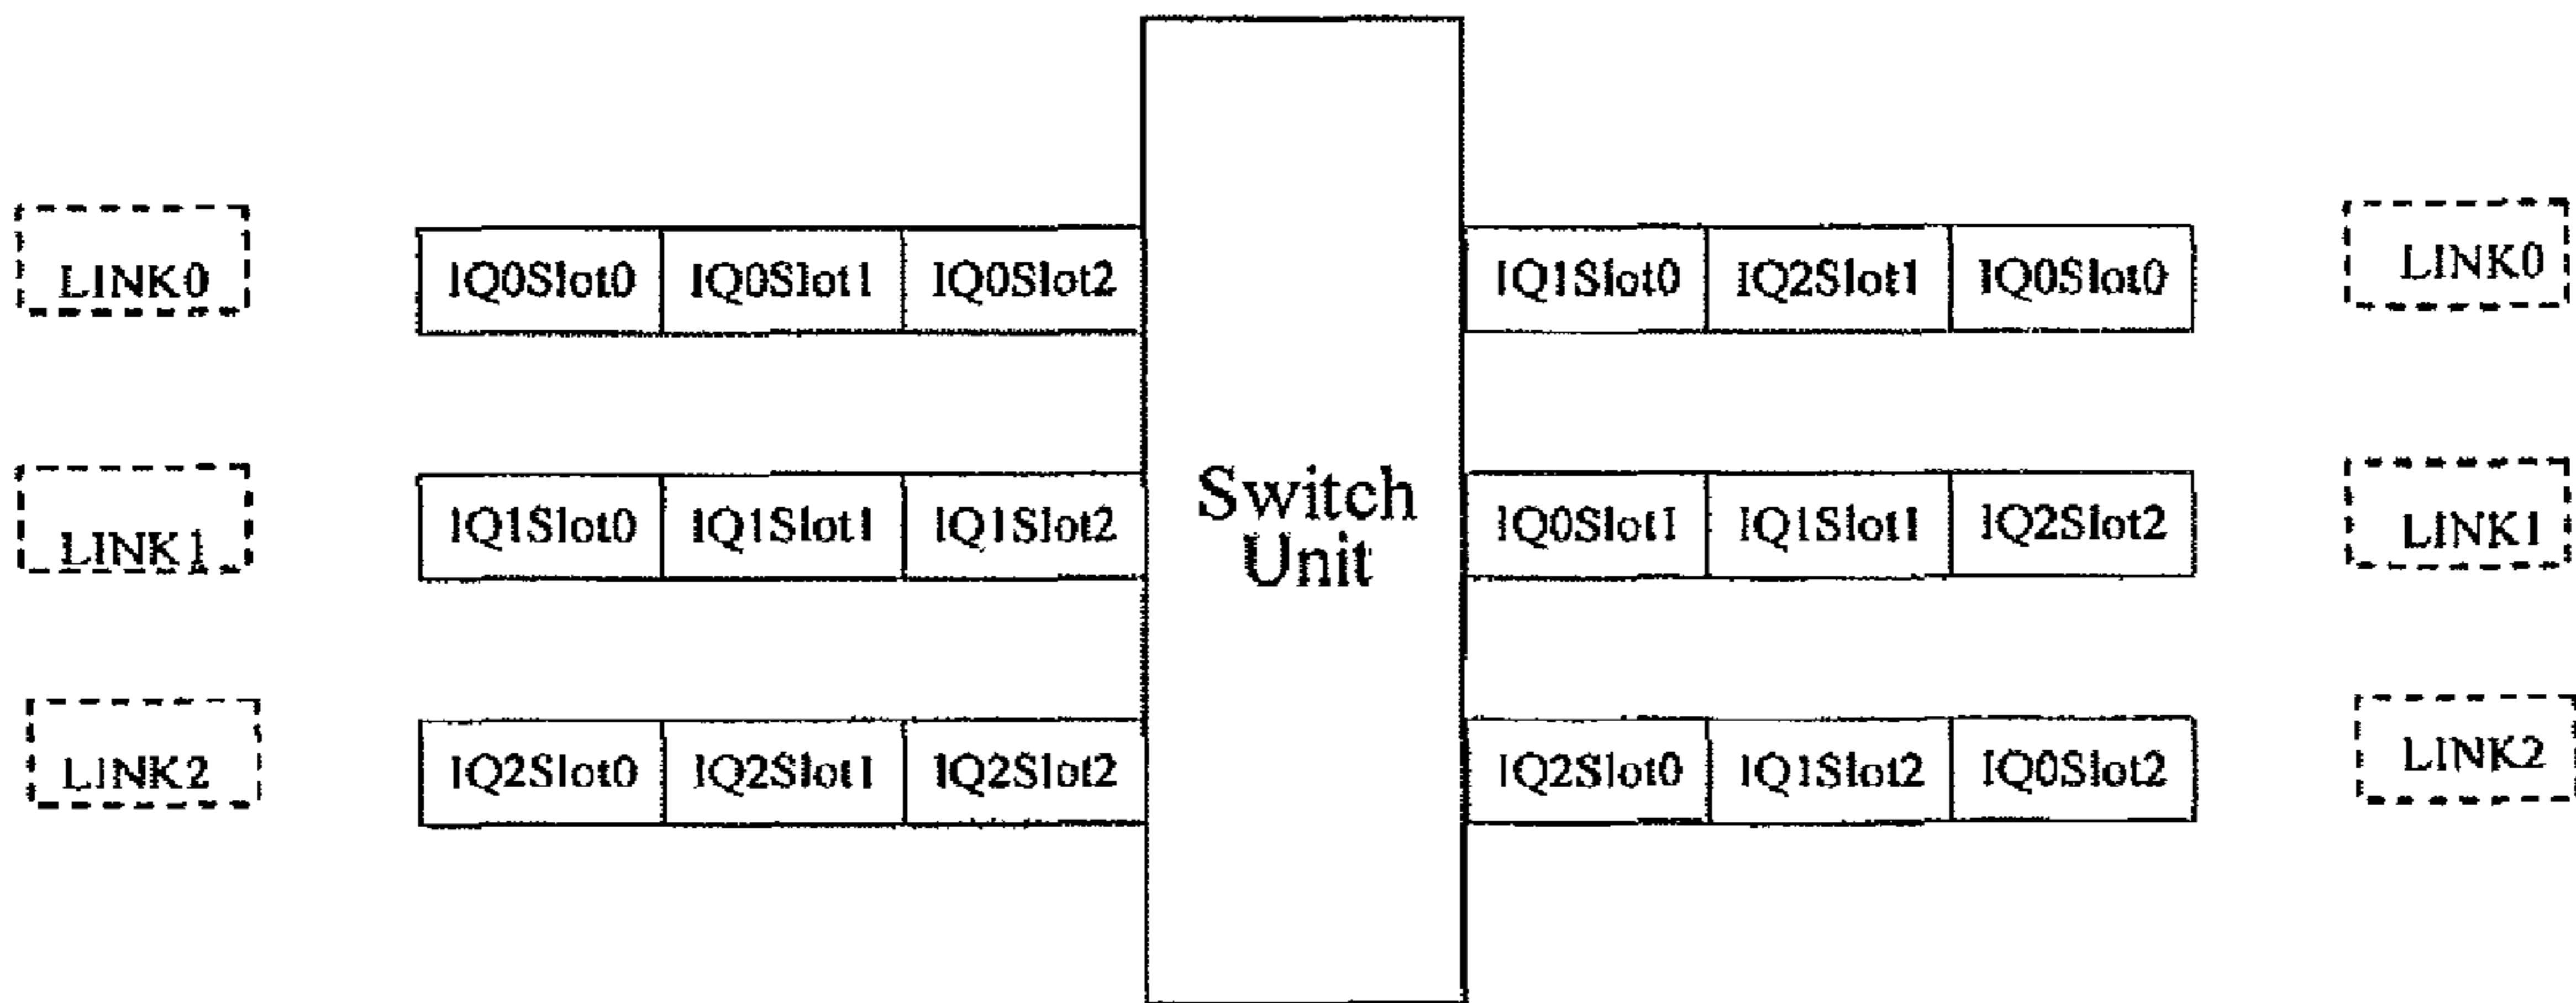 LINK0 IQ0Slot0 IQ0Slot1 IQ0Slot2 IQ1Slot0 IQ2Slot1 IQ0Slot0 LINK0
LINK1 IQ1Slot0 IQ1Slot1 IQ1Slot2 Switch Unit IQ0Slot1 IQ1Slot1 IQ2Slot2 LINK1
LINK2 IQ2Slot0 IQ2Slot1 IQ2Slot2 IQ2Slot0 IQ1Slot2 IQ0Slot2 LINK2